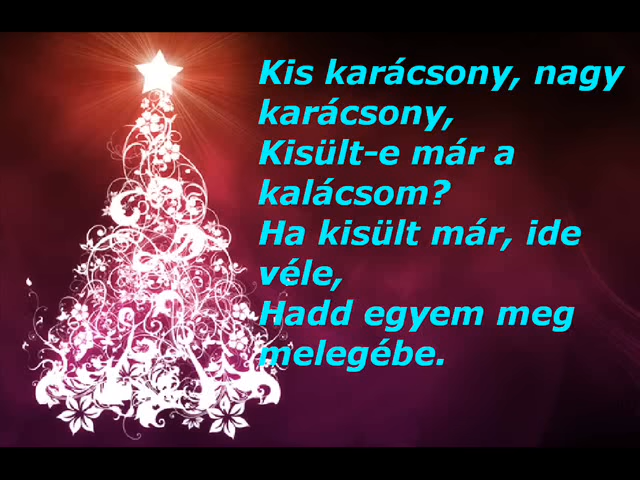 Kis karácsony, nagy
karácsony,
Kisült-e már a
kalácsom?
Ha kisült már, ide
véle,
Hadd egyem meg
melegébe.